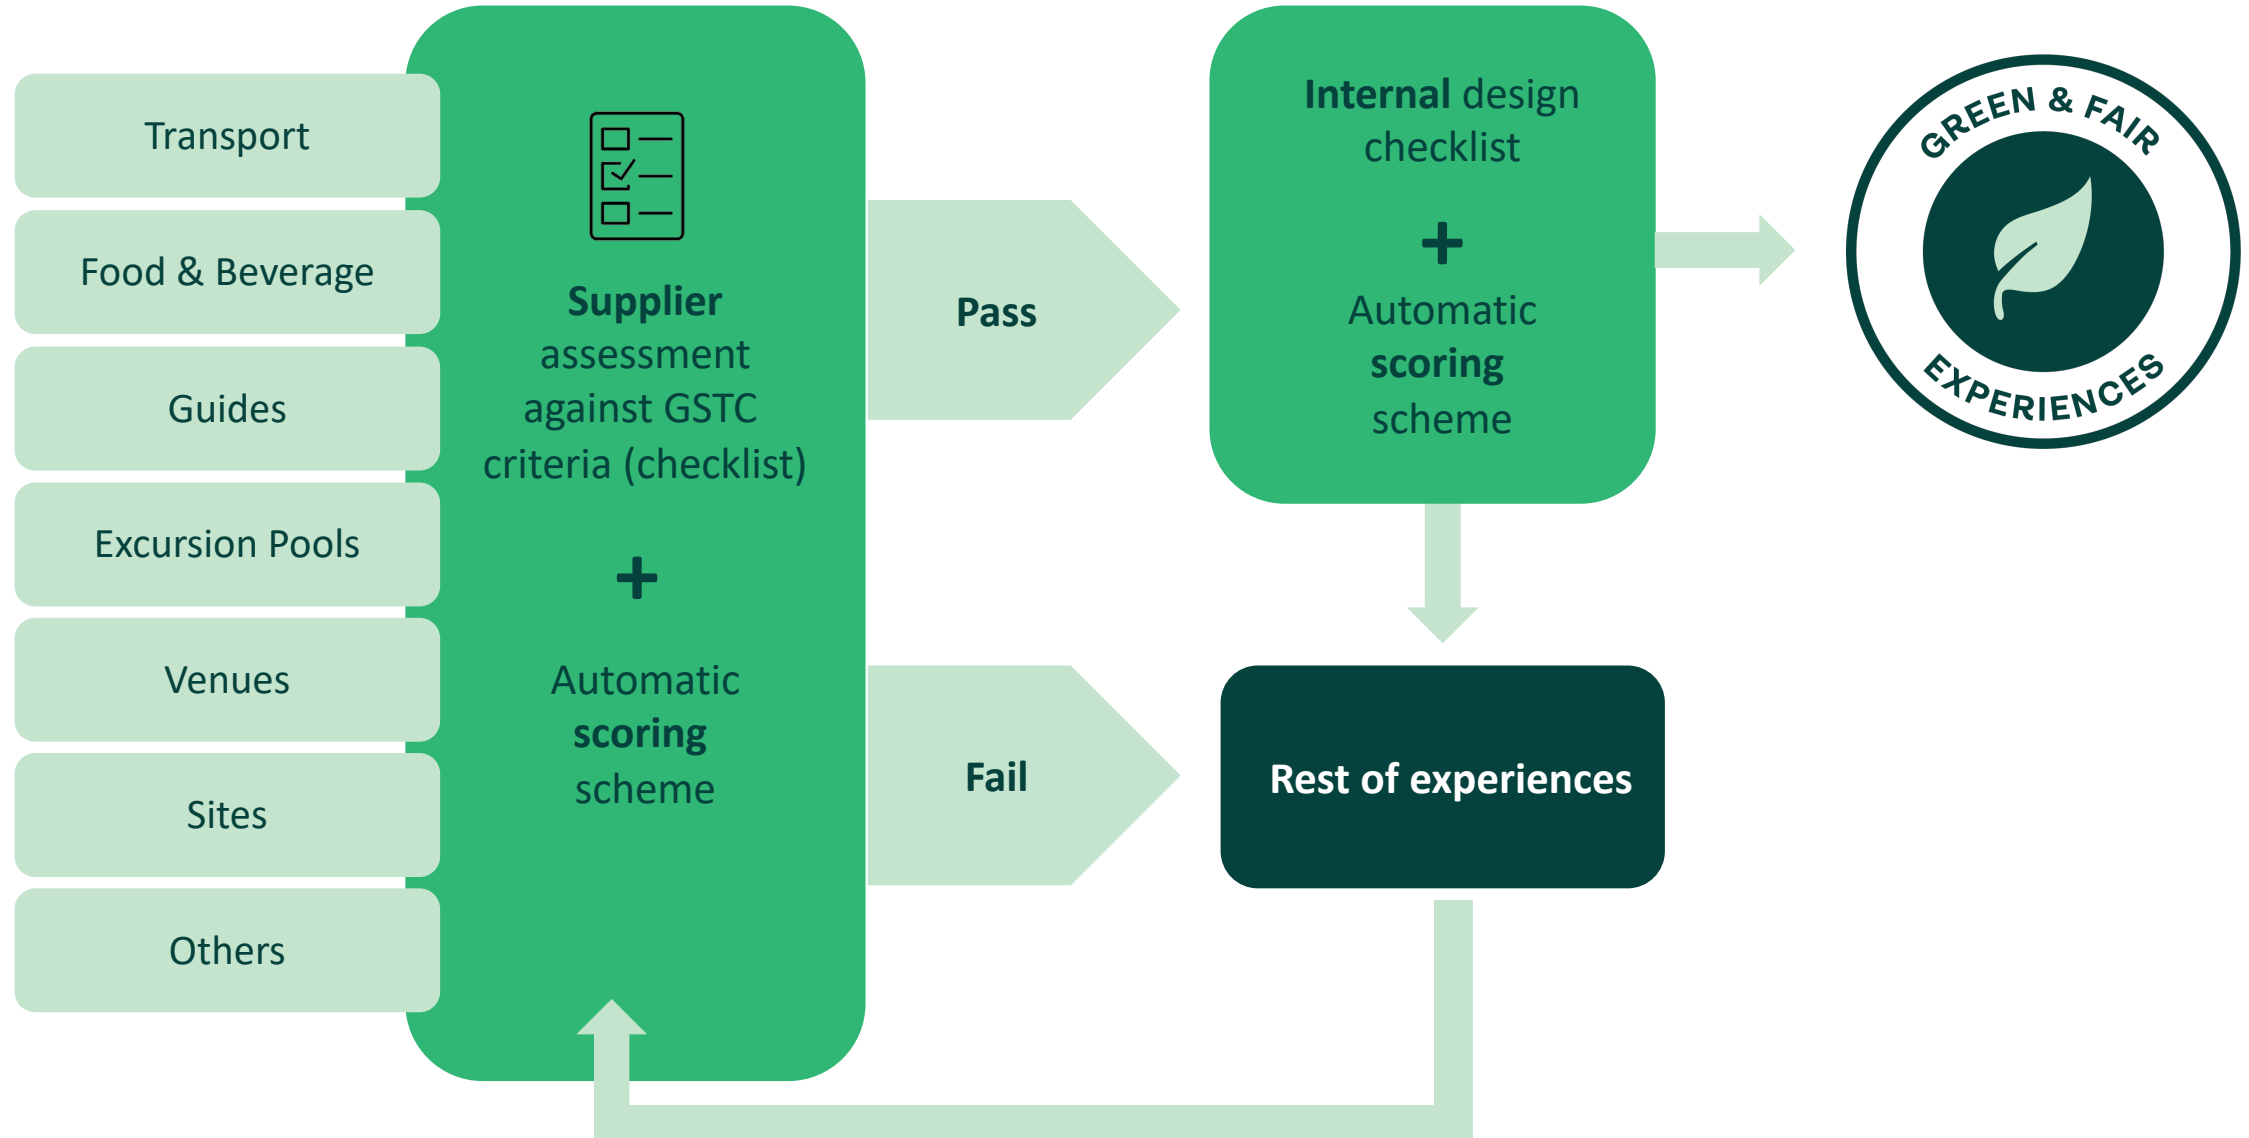 Transport
Food & Beverage
Guides
Excursion Pools
Venues
Sites
Others
Supplier
assessment
against GSTC
criteria (checklist)
+
Automatic
scoring
scheme
Pass
Fail
Internal design
checklist
+
Automatic
scoring
scheme
Rest of experiences
GREEN & FAIR
EXPERIENCES